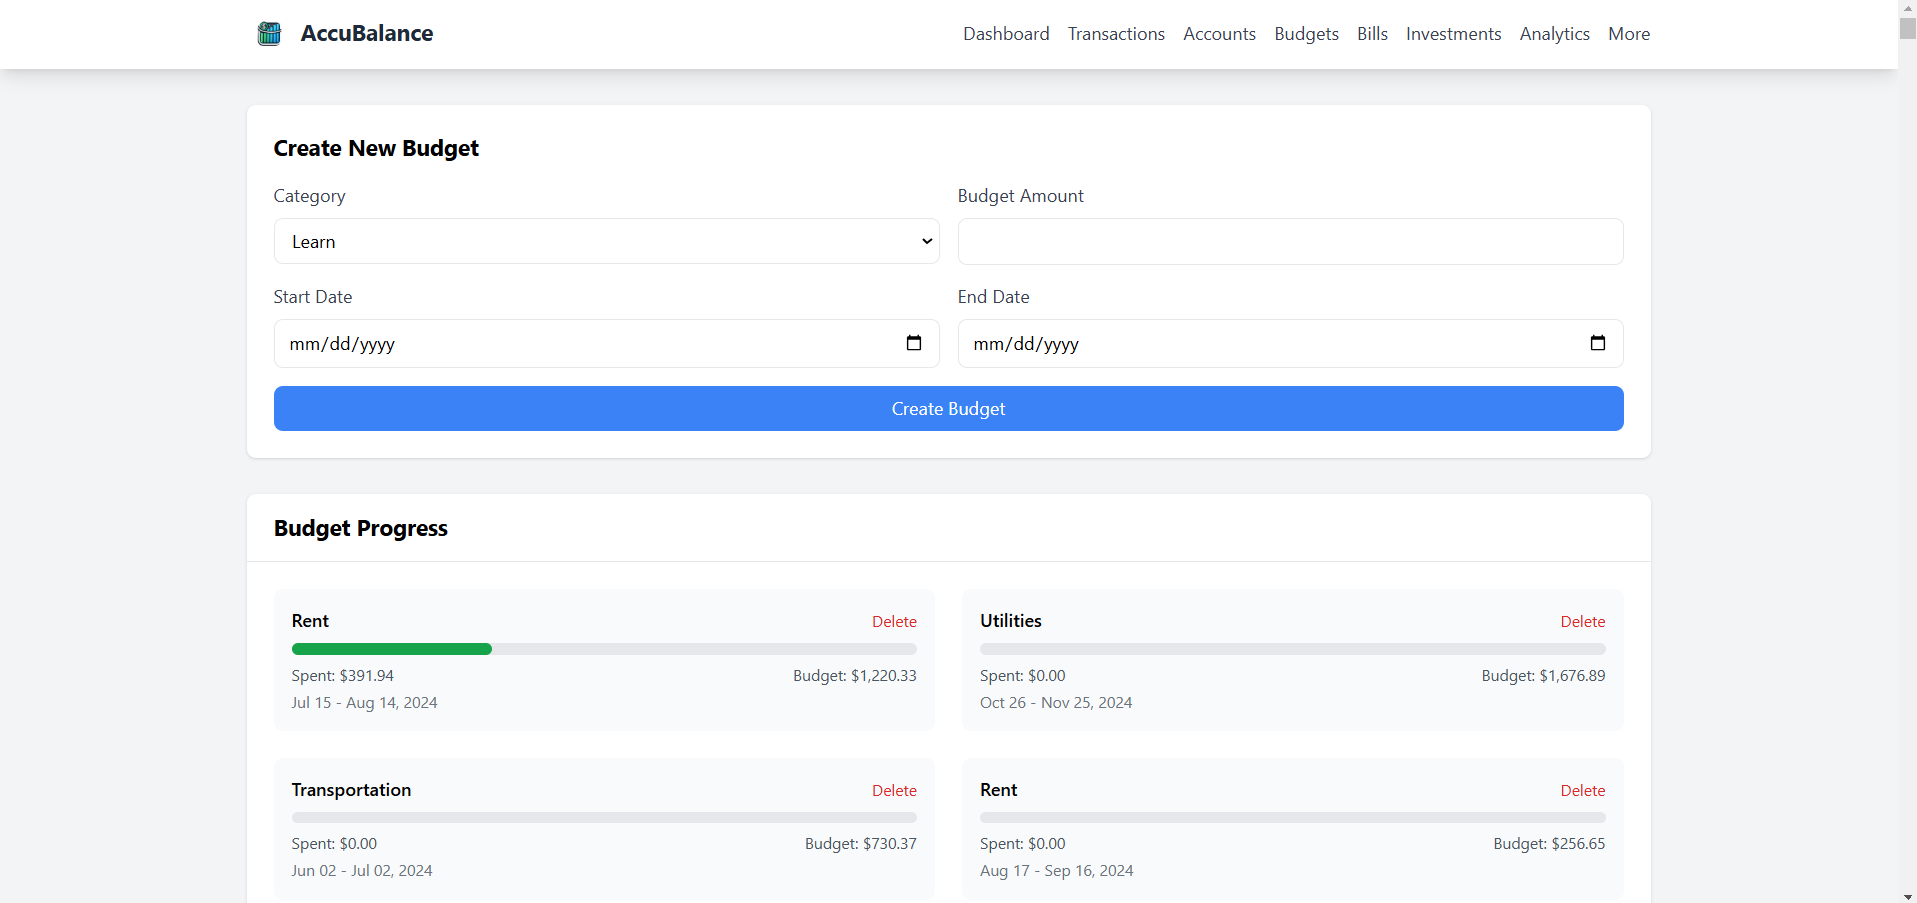 AccuBalance
Dashboard Transactions Accounts Budgets Bills Investments Analytics More
Create New Budget
Category
Budget Amount
Learn
Start Date
End Date
mm/dd/yyyy
mm/dd/yyyy
Create Budget
Budget Progress
Rent
Delete
Spent: $391.94
Budget: $1,220.33
Jul 15 - Aug 14, 2024
Utilities
Delete
Spent: $0.00
Budget: $1,676.89
Oct 26 - Nov 25, 2024
Transportation
Delete
Spent: $0.00
Budget: $730.37
Jun 02 - Jul 02, 2024
Rent
Delete
Spent: $0.00
Budget: $256.65
Aug 17 - Sep 16, 2024